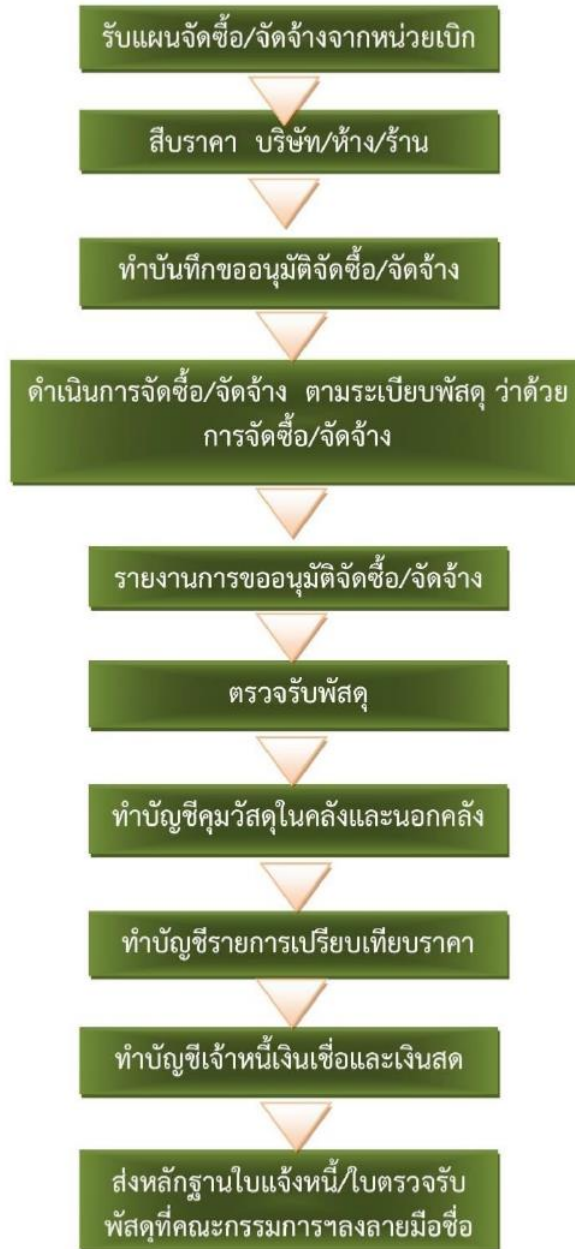 รับแผนจัดซื้อ/จัดจ้างจากหน่วยเบิก
สืบราคา บริษัท/ห้าง/ร้าน
ทำบันทึกขออนุมัติจัดซื้อ/จัดจ้าง
ดำเนินการจัดซื้อ/จัดจ้าง ตามระเบียบพัสดุ ว่าด้วย
การจัดซื้อ/จัดจ้าง
รายงานการขออนุมัติจัดซื้อ/จัดจ้าง
ตรวจรับพัสดุ
ทำบัญชีคุมวัสดุในคลังและนอกคลัง
ทำบัญชีรายการเปรียบเทียบราคา
ทำบัญชีเจ้าหนี้เงินเชื่อและเงินสด
ส่งหลักฐานใบแจ้งหนี้/ใบตรวจรับ
พัสดุที่คณะกรรมการฯลงลายมือชื่อ